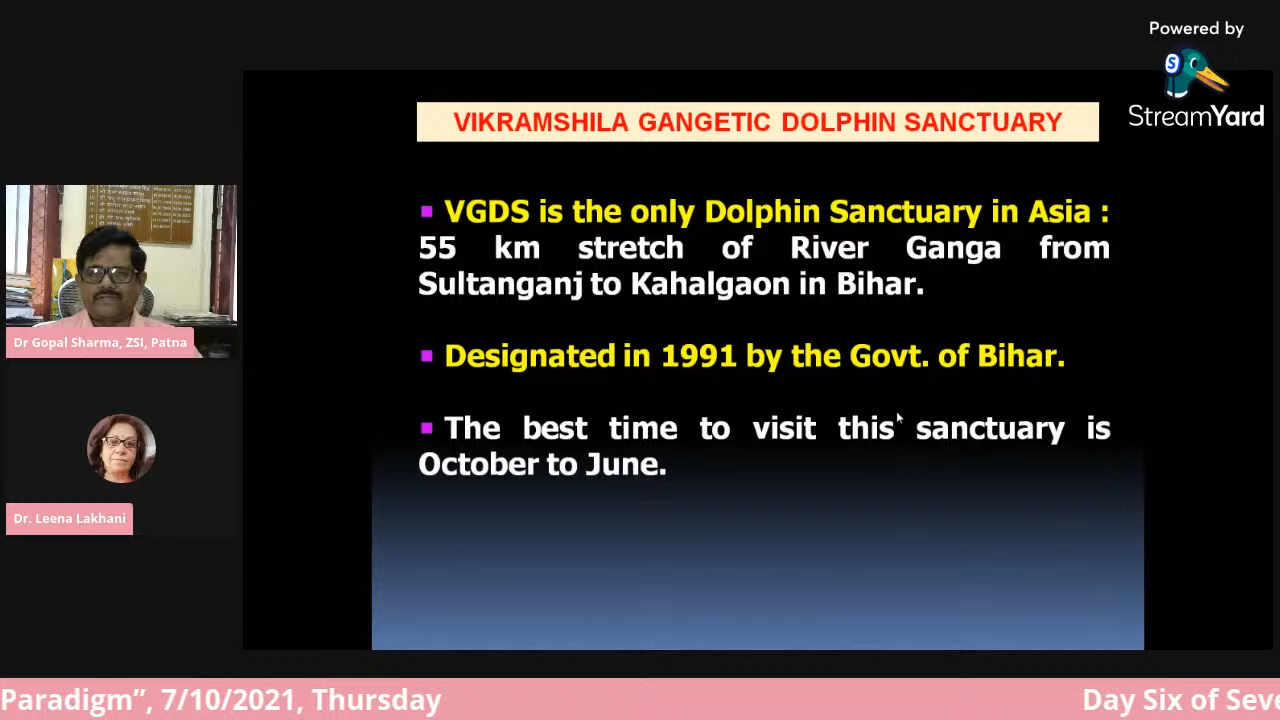 Powered by
S
StreamYard
VIKRAMSHILA GANGETIC DOLPHIN SANCTUARY
VGDS is the only Dolphin Sanctuary in Asia :
55 km stretch of River Ganga from
Sultanganj to Kahalgaon in Bihar.
Designated in 1991 by the Govt. of Bihar.
The best time to visit this sanctuary is
October to June.
Dr Gopal Sharma, ZSI, Patna
Dr. Leena Lakhani
Paradigm”, 7/10/2021, Thursday
Day Six of Seve